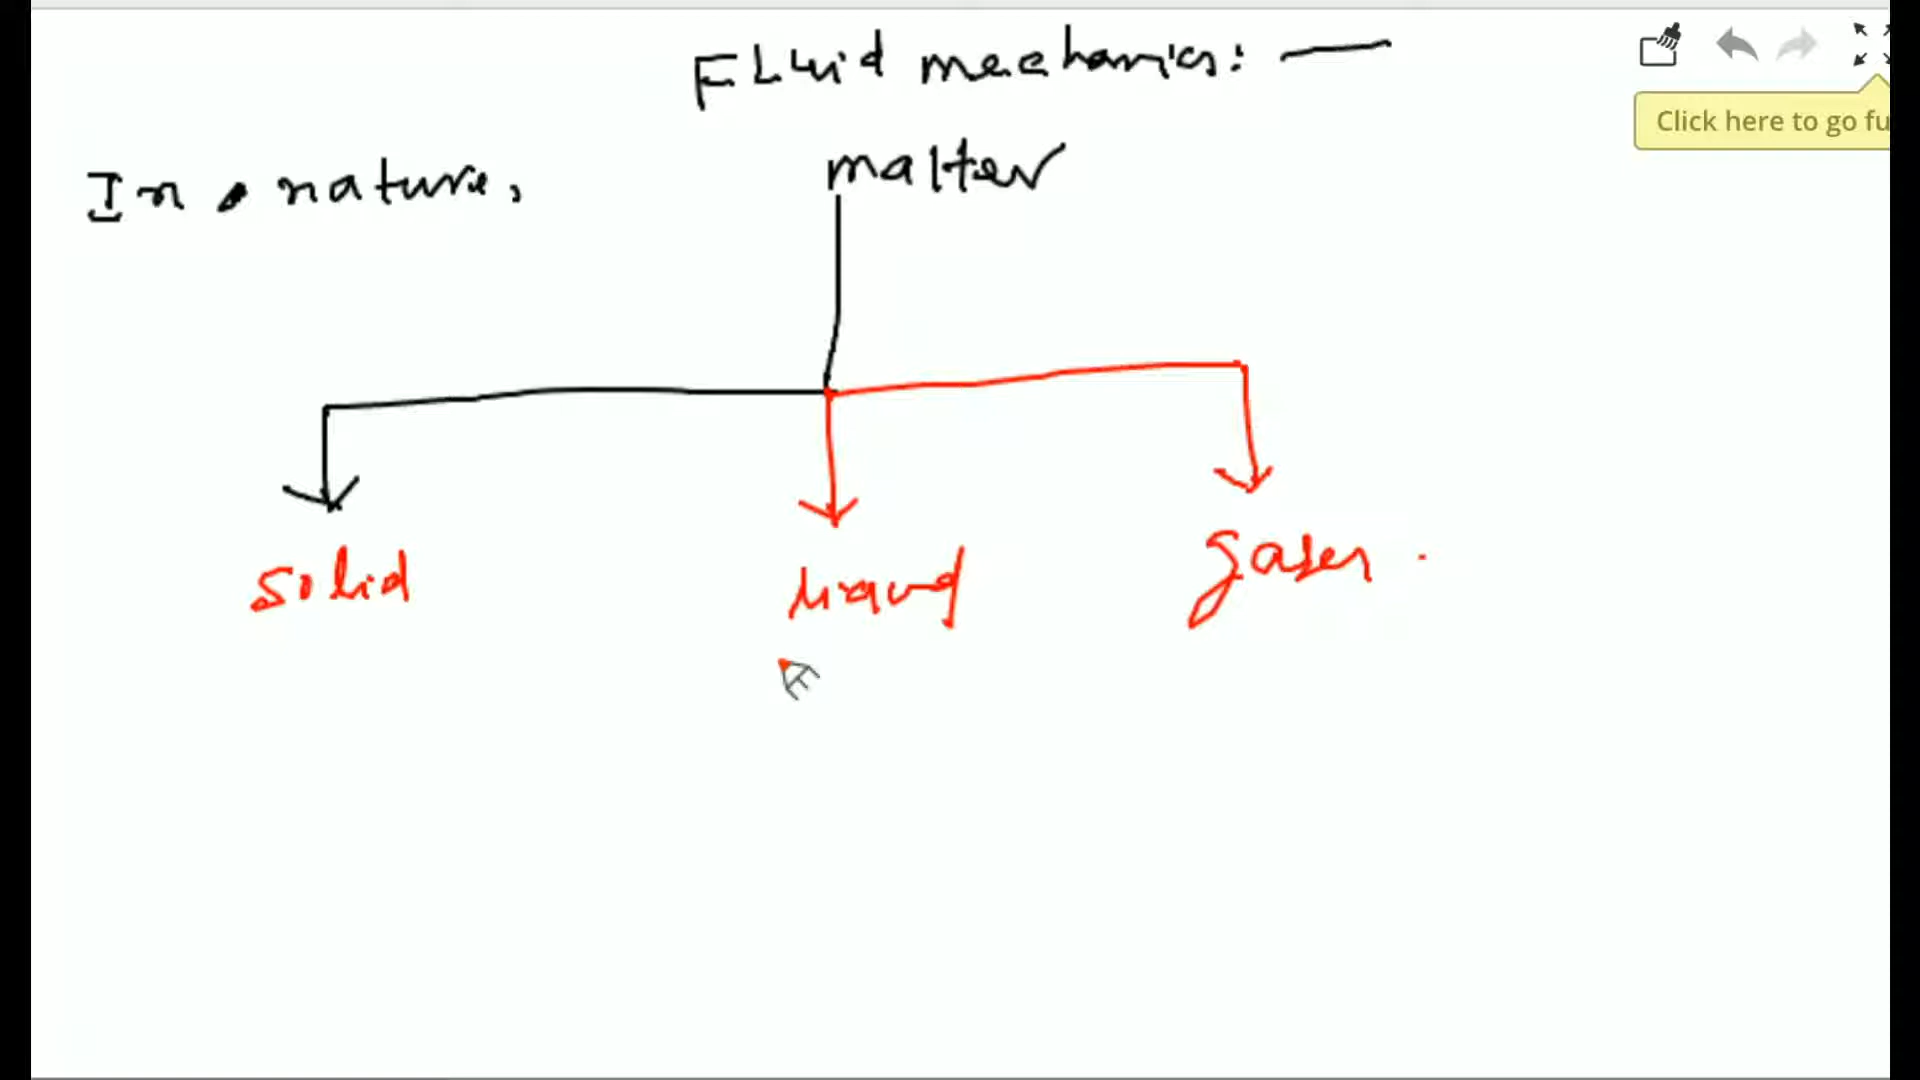 Fluid mechanics: —
Click here to go fu
In nature,
matter
solid
liquid
gases .